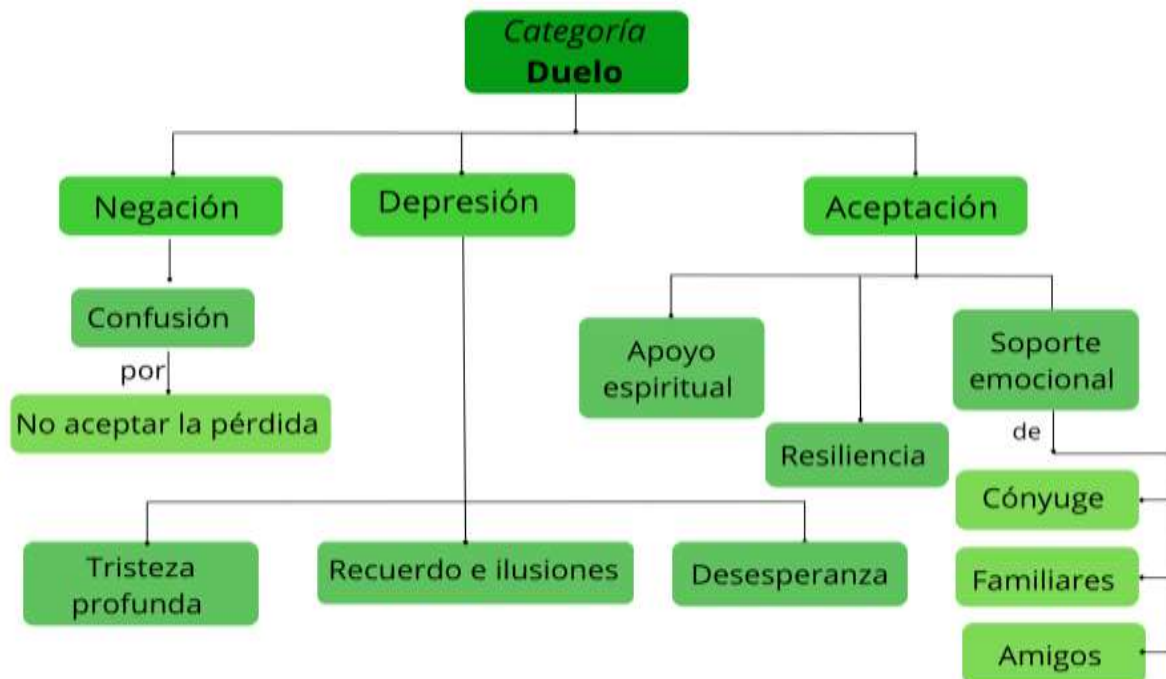 Categoría
Duelo
Negación
Depresión
Aceptación
Confusión
por
No aceptar la pérdida
Apoyo
espiritual
Resiliencia
Soporte
emocional
de
Cónyuge
Familiares
Amigos
Tristeza
profunda
Recuerdo e ilusiones
Desesperanza